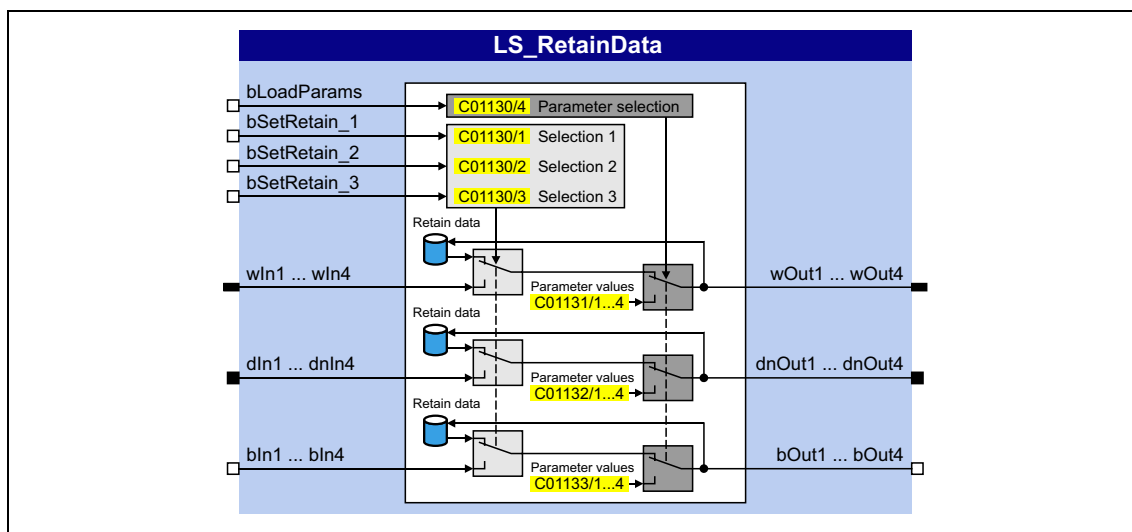 LS_RetainData
bLoadParams
C01130/4 Parameter selection
bSetRetain_1
C01130/1 Selection 1
bSetRetain_2
C01130/2 Selection 2
bSetRetain_3
C01130/3 Selection 3
Retain data
wIn1 ... wIn4
wOut1 ... wOut4
Parameter values
C01131/1...4
Retain data
dIn1 ... dnIn4
dnOut1 ... dnOut4
Parameter values
C01132/1...4
Retain data
bIn1 ... bIn4
bOut1 ... bOut4
Parameter values
C01133/1...4